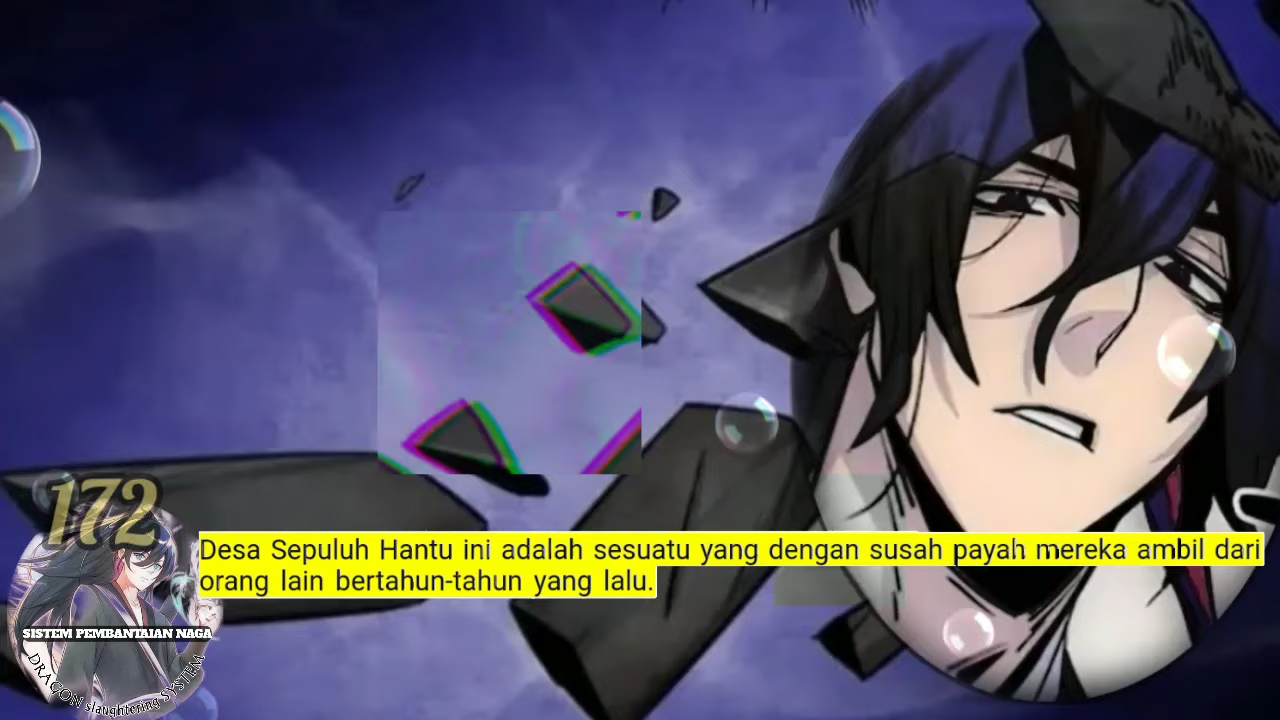 172
Desa Sepuluh Hantu ini adalah sesuatu yang dengan susah payah mereka ambil dari
orang lain bertahun-tahun yang lalu.
SISTEM PEMBANTAIAN NAGA
DRAGON slaughtering SYSTEM